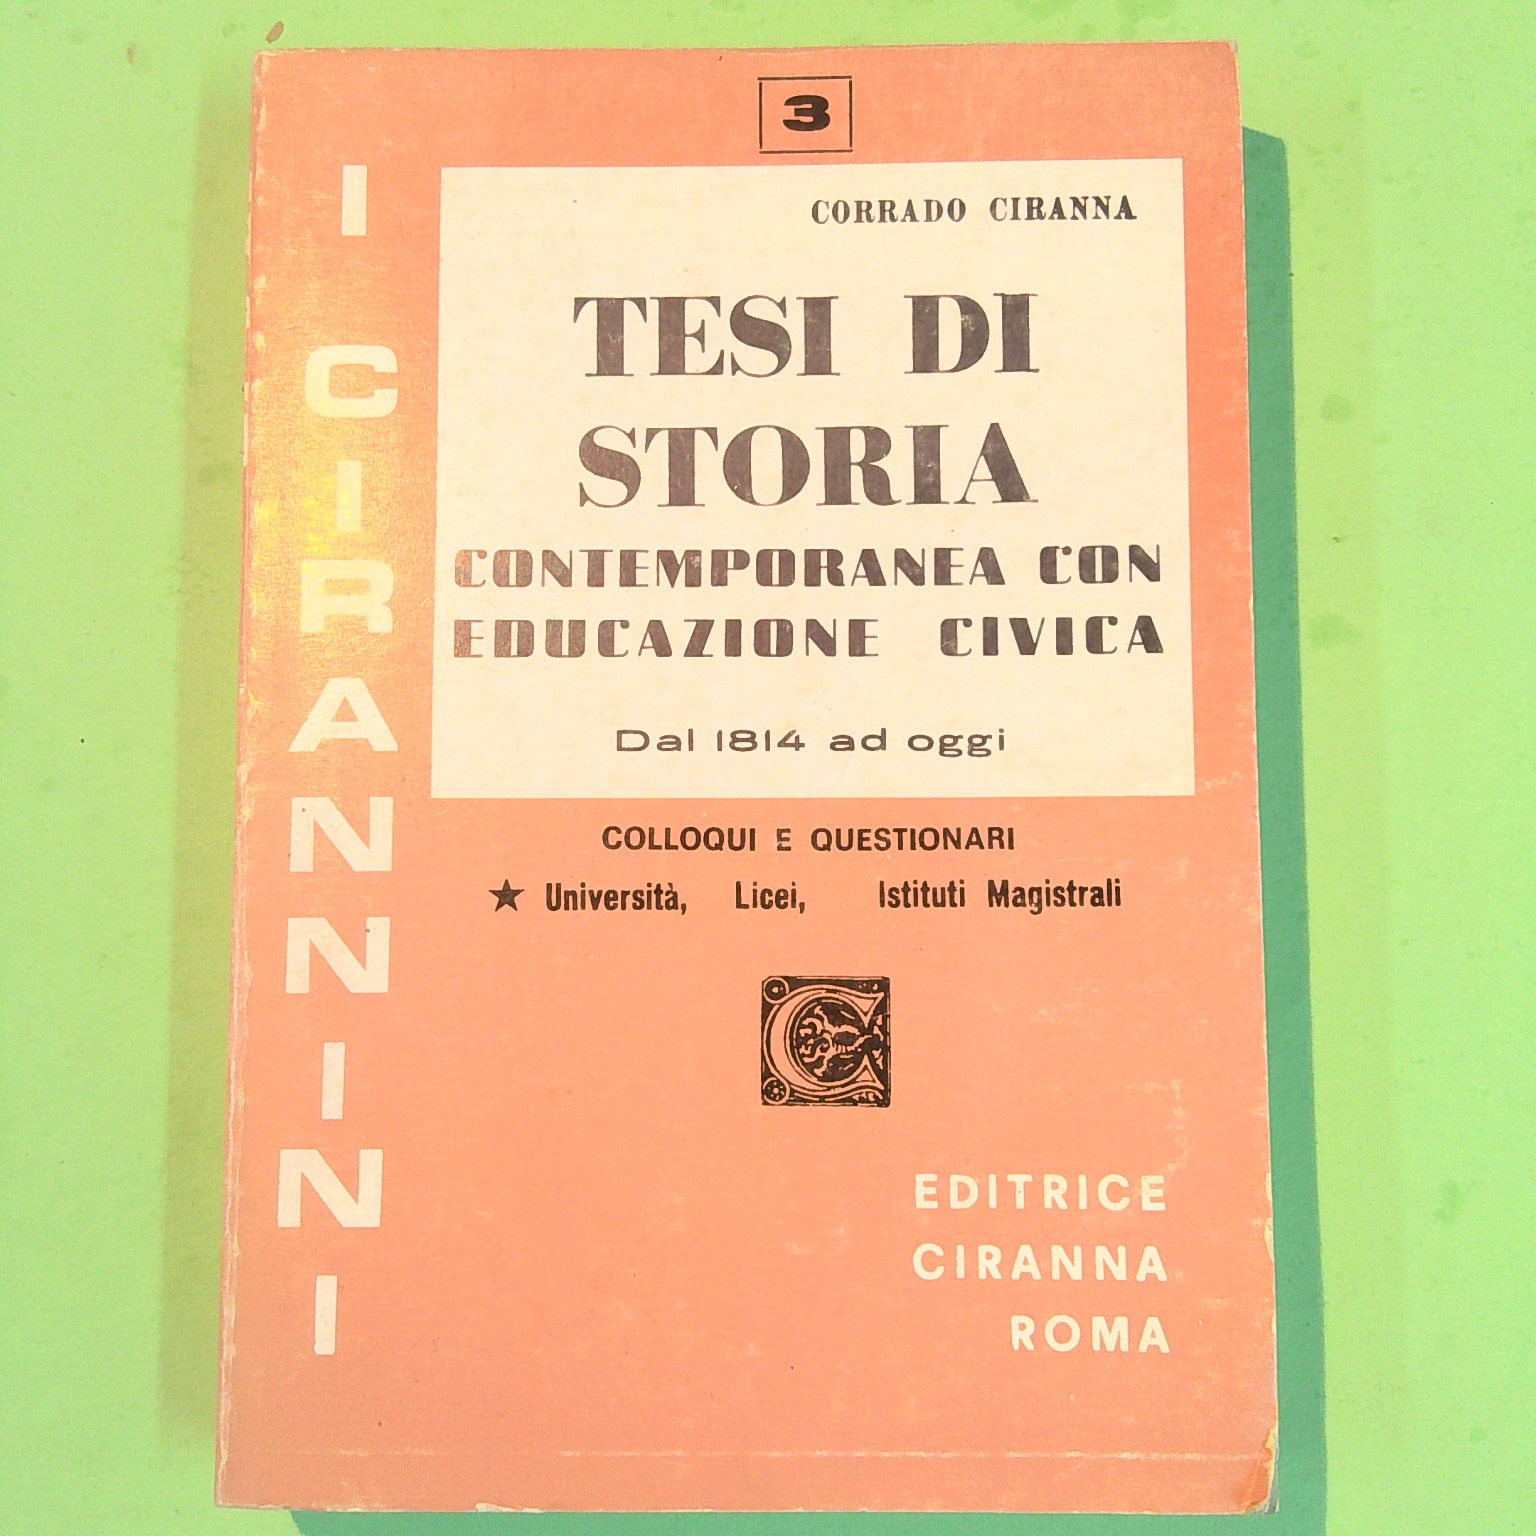 3
I CIRANNINI
CORRADO CIRANNA
TESI DI
STORIA
CONTEMPORANEA CON
EDUCAZIONE CIVICA
Dal 1814 ad oggi
COLLOQUI E QUESTIONARI
★ Università, Licei, Istituti Magistrali
C
EDITRICE
CIRANNA
ROMA